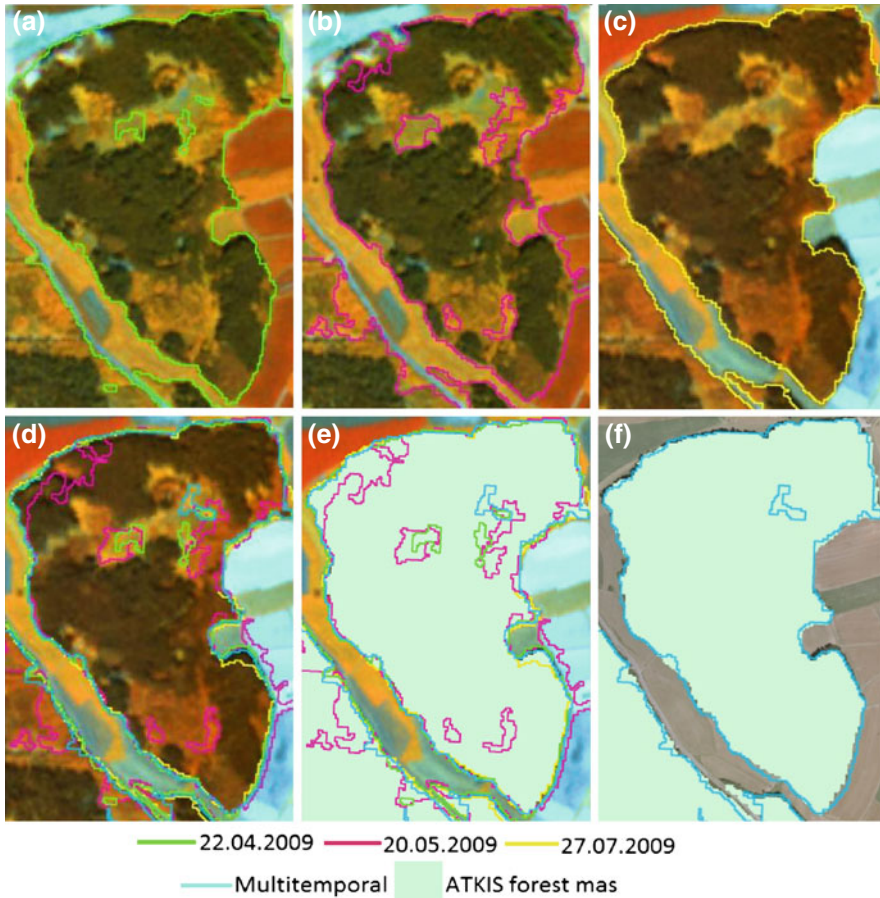 (a)
(b)
(c)
(d)
(e)
(f)
22.04.2009 20.05.2009 27.07.2009
Multitemporal ATKIS forest mas